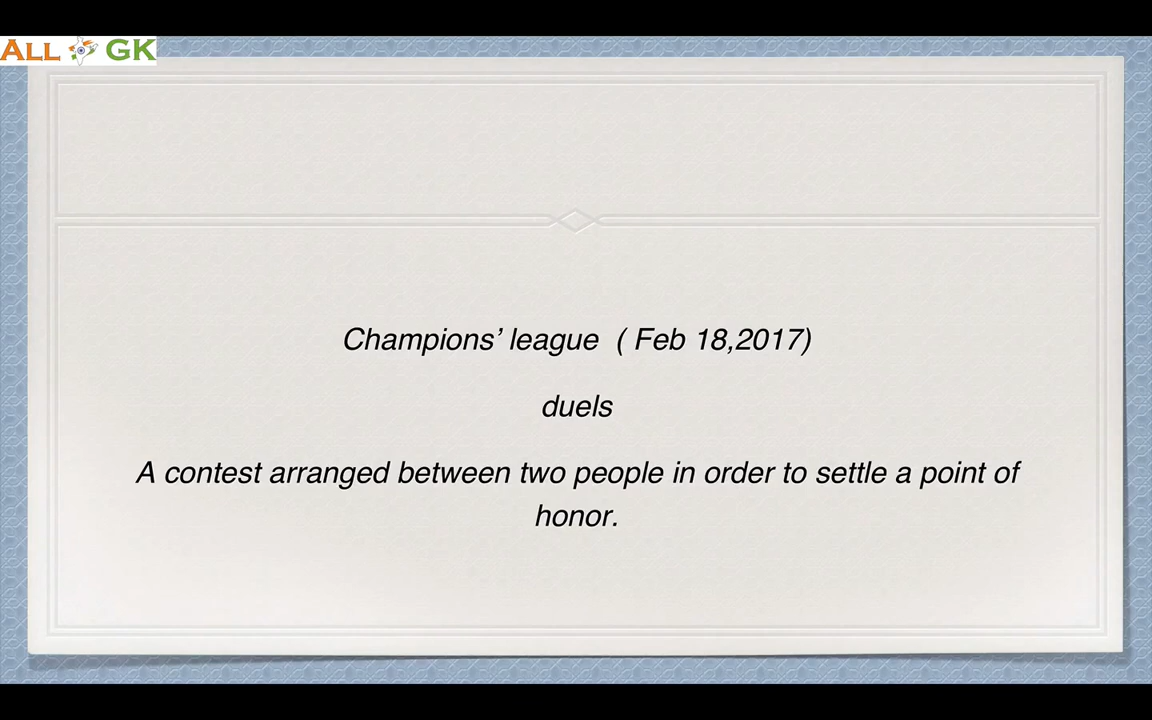 ALL GK
Champions’ league ( Feb 18,2017)
duels
A contest arranged between two people in order to settle a point of
honor.